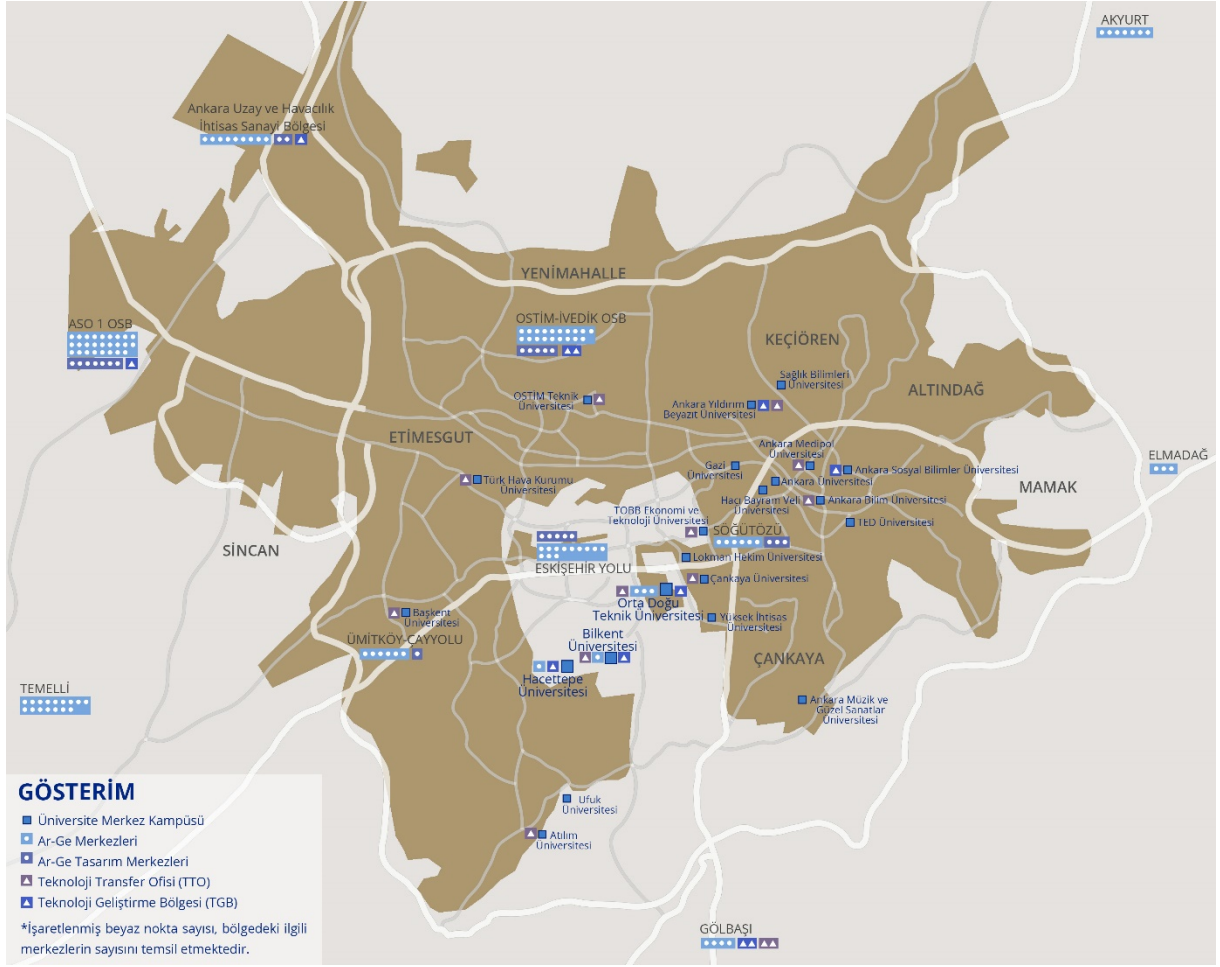 AKYURT
Ankara Uzay ve Havacılık
İhtisas Sanayi Bölgesi
YENİMAHALLE
ASO 1 OSB
OSTİM-İVEDİK OSB
KEÇİÖREN
Sağlık Bilimleri
Üniversitesi
ALTINDAĞ
OSTİM Teknik
Üniversitesi
Ankara Yıldırım
Beyazıt Üniversitesi
ETİMESGUT
Ankara Medipol
Üniversitesi
ELMADAĞ
Gazi
Üniversitesi
Ankara Sosyal Bilimler Üniversitesi
Türk Hava Kurumu
Üniversitesi
Ankara Üniversitesi
MAMAK
Hacı Bayram Veli
Üniversitesi
Ankara Bilim Üniversitesi
TOBB Ekonomi ve
Teknoloji Üniversitesi
SÖĞÜTÖZÜ
TED Üniversitesi
SİNCAN
Lokman Hekim Üniversitesi
ESKİŞEHİR YOLU
Çankaya Üniversitesi
Orta Doğu
Teknik Üniversitesi
Başkent
Üniversitesi
Yüksek İhtisas
Üniversitesi
ÜMİTKÖY-ÇAYYOLU
Bilkent
Üniversitesi
ÇANKAYA
Hacettepe
Üniversitesi
TEMELLİ
Ankara Müzik ve
Güzel Sanatlar
Üniversitesi
GÖSTERİM
Üniversite Merkez Kampüsü
Ar-Ge Merkezleri
Ar-Ge Tasarım Merkezleri
Teknoloji Transfer Ofisi (TTO)
Teknoloji Geliştirme Bölgesi (TGB)
*İşaretlenmiş beyaz nokta sayısı, bölgedeki ilgili
merkezlerin sayısını temsil etmektedir.
Ufuk
Üniversitesi
Atılım
Üniversitesi
GÖLBAŞI